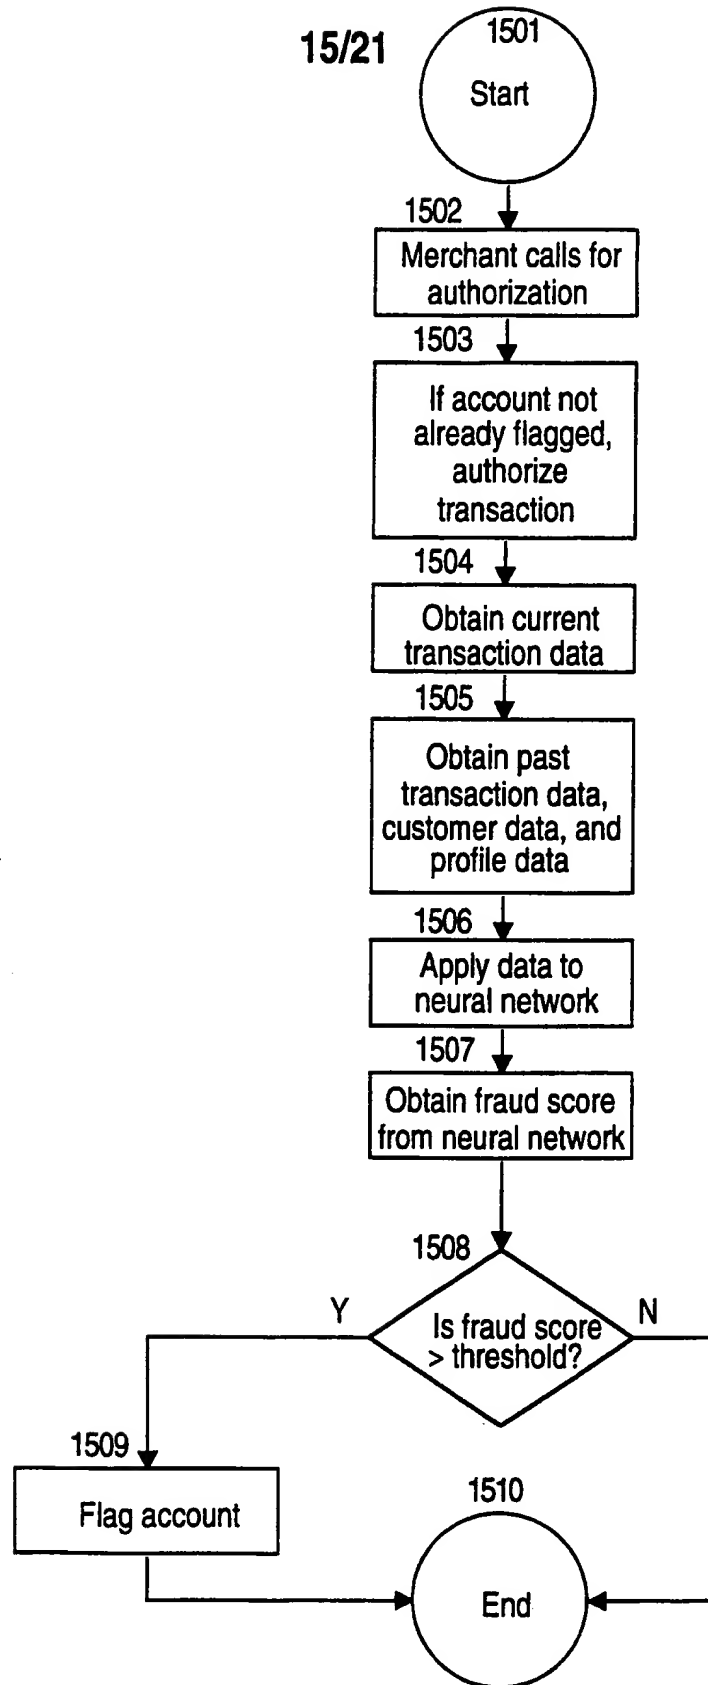 15/21
1501
Start
1502
Merchant calls for
authorization
1503
If account not
already flagged,
authorize
transaction
1504
Obtain current
transaction data
1505
Obtain past
transaction data,
customer data, and
profile data
1506
Apply data to
neural network
1507
Obtain fraud score
from neural network
1508
Y
N
Is fraud score
> threshold?
1509
Flag account
1510
End